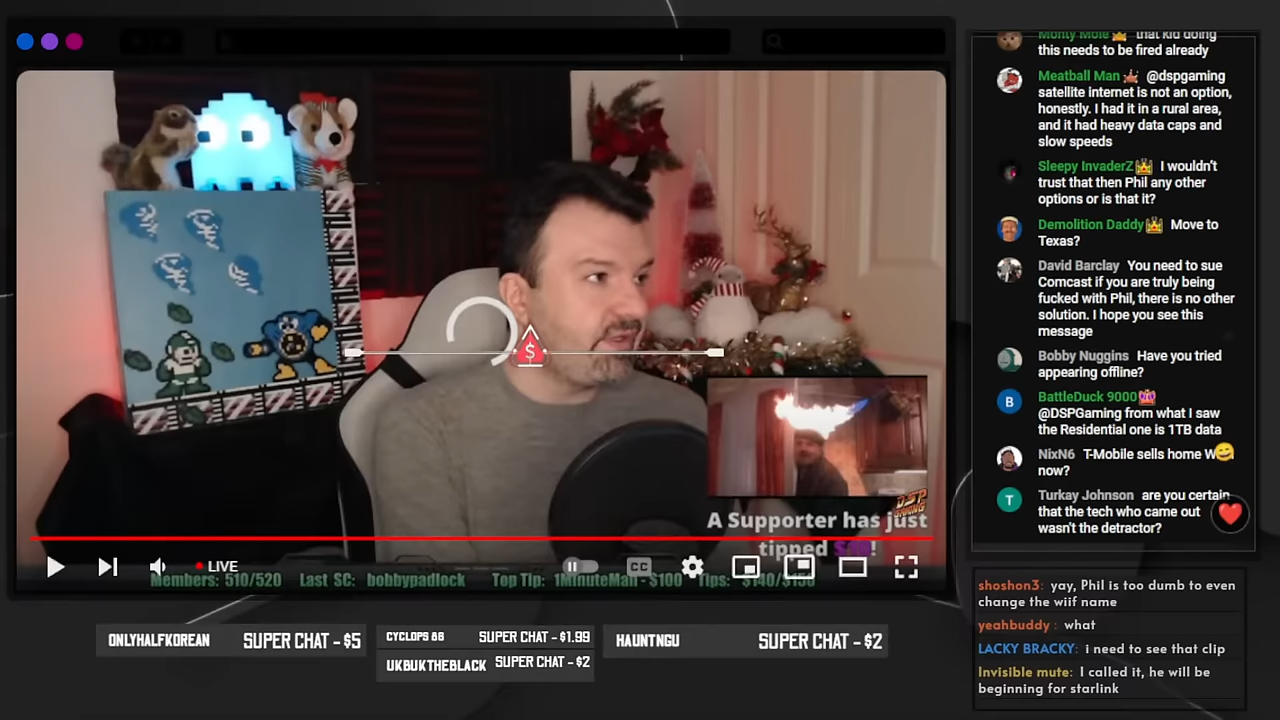 $
DSP
GAMING
A Supporter has just
tipped
LIVE
CC
Members: 510/520 Last SC: bobbypadlock Top Tip: 1MinuteMan - $100 Tips: $140/$150
ONLYHALFKOREAN SUPER CHAT - $5
CYCLOPS 88 SUPER CHAT - $1.99
UKBUKTHEBLACK SUPER CHAT - $2
HAUNTNGU SUPER CHAT - $2
Monty Mole that kid doing
this needs to be fired already
Meatball Man @dspgaming
satellite internet is not an option,
honestly. I had it in a rural area,
and it had heavy data caps and
slow speeds
Sleepy InvaderZ I wouldn't
trust that then Phil any other
options or is that it?
Demolition Daddy Move to
Texas?
David Barclay You need to sue
Comcast if you are truly being
fucked with Phil, there is no other
solution. I hope you see this
message
Bobby Nuggins Have you tried
appearing offline?
B
BattleDuck 9000
@DSPGaming from what I saw
the Residential one is 1TB data
NixN6 T-Mobile sells home
now?
T
Turkay Johnson are you certain
that the tech who came out
wasn't the detractor?
shoshon3: yay, Phil is too dumb to even
change the wiif name
yeahbuddy : what
LACKY BRACKY: i need to see that clip
Invisible mute: I called it, he will be
beginning for starlink